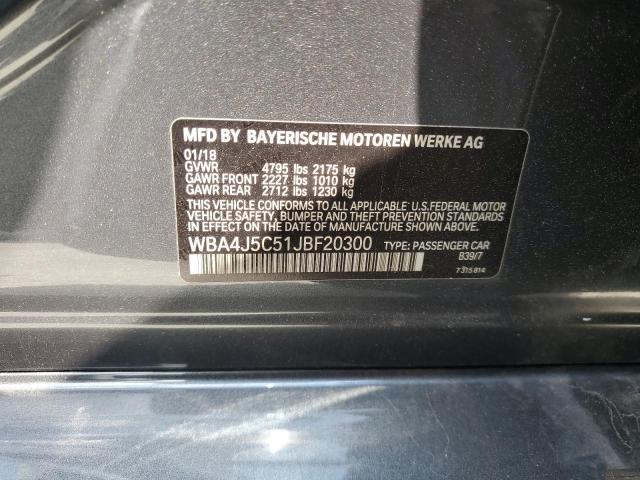 MFD BY BAYERISCHE MOTOREN WERKE AG
01/18
GVWR 4795 lbs 2175 kg
GAWR FRONT 2227 lbs 1010 kg
GAWR REAR 2712 lbs 1230 kg
THIS VEHICLE CONFORMS TO ALL APPLICABLE U.S. FEDERAL MOTOR
VEHICLE SAFETY, BUMPER AND THEFT PREVENTION STANDARDS
IN EFFECT ON THE DATE OF MANUFACTURE SHOWN ABOVE.
WBA4J5C51JBF20300 TYPE: PASSENGER CAR
B39/7
7315814